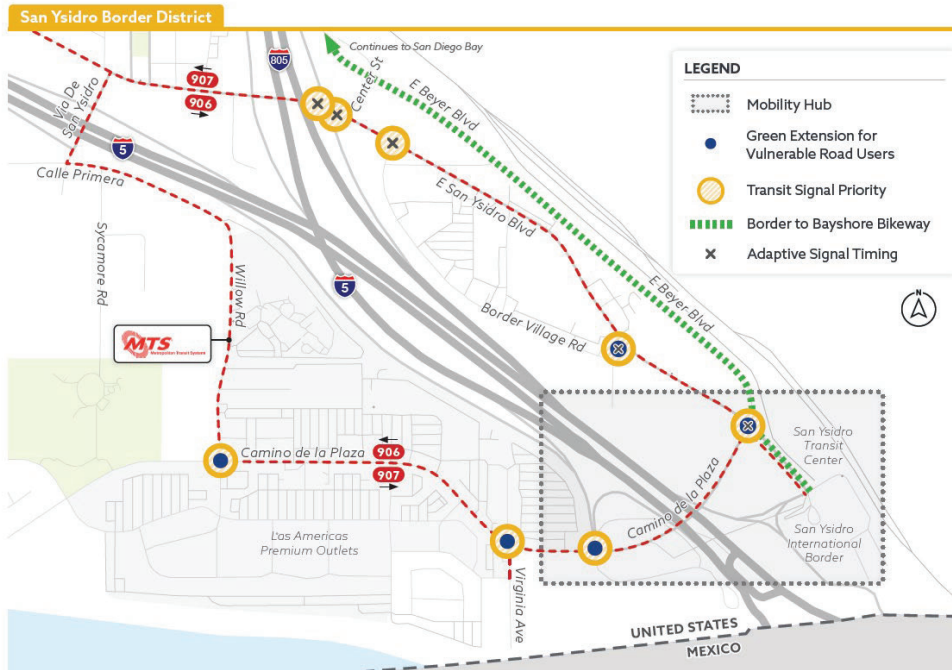 San Ysidro Border District
Continues to San Diego Bay
805
Center St
E Beyer Blvd
907
906
Via De
San Ysidro
5
Calle Primera
E San Ysidro Blvd
Sycamore Rd
Willow Rd
5
Border Village Rd
E Beyer Blvd
MTS
Metropolitan Transit System
Camino de la Plaza
906
907
San Ysidro
Transit
Center
Camino de la Plaza
Las Americas
Premium Outlets
San Ysidro
International
Border
Virginia Ave
UNITED STATES
MEXICO
LEGEND
Mobility Hub
Green Extension for
Vulnerable Road Users
Transit Signal Priority
Border to Bayshore Bikeway
Adaptive Signal Timing
N